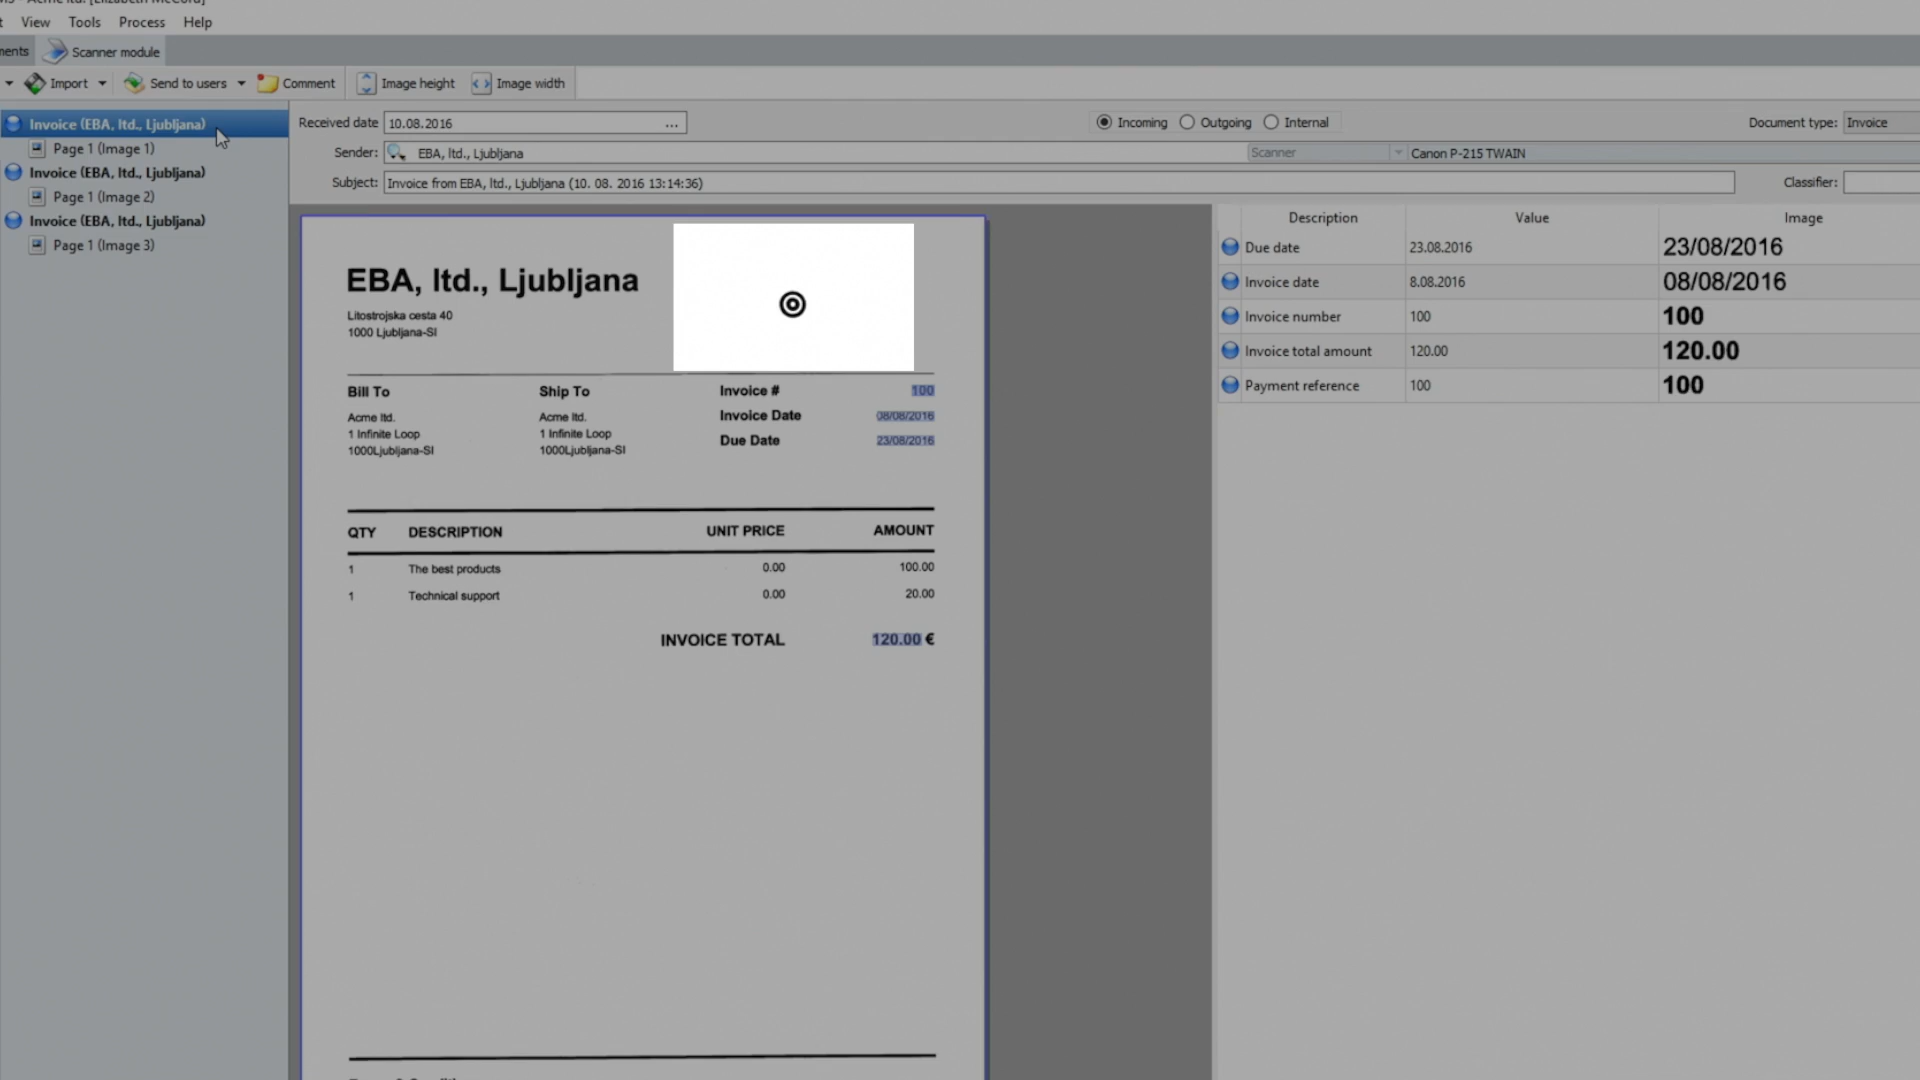 View Tools Process Help
Scanner module
Import Send to users Comment Image height Image width
Invoice (EBA, ltd., Ljubljana)
Page 1 (Image 1)
Invoice (EBA, ltd., Ljubljana)
Page 1 (Image 2)
Invoice (EBA, ltd., Ljubljana)
Page 1 (Image 3)
Received date 10.08.2016 ... Incoming Outgoing Internal Document type: Invoice
Sender: EBA, ltd., Ljubljana Scanner Canon P-215 TWAIN
Subject: Invoice from EBA, ltd., Ljubljana (10. 08. 2016 13:14:36) Classifier:
EBA, ltd., Ljubljana
Litostrojska cesta 40
1000 Ljubljana-SI
Bill To
Acme ltd.
1 Infinite Loop
1000Ljubljana-SI
Ship To
Acme ltd.
1 Infinite Loop
1000Ljubljana-SI
Invoice # 100
Invoice Date 08/08/2016
Due Date 23/08/2016
QTY DESCRIPTION UNIT PRICE AMOUNT
1 The best products 0.00 100.00
1 Technical support 0.00 20.00
INVOICE TOTAL 120.00 €
Description Value Image
Due date 23.08.2016 23/08/2016
Invoice date 8.08.2016 08/08/2016
Invoice number 100 100
Invoice total amount 120.00 120.00
Payment reference 100 100